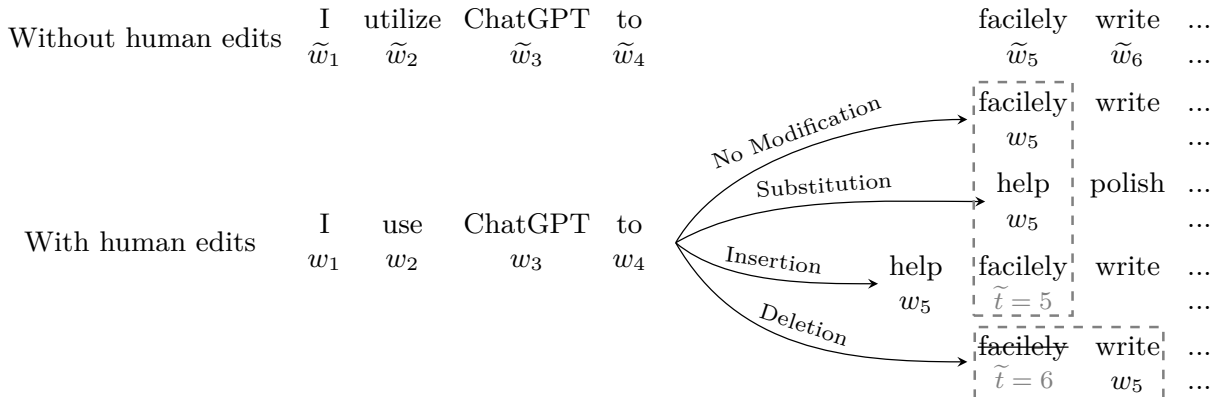 Without human edits I utilize ChatGPT to facilely write ...
w̃₁ w̃₂ w̃₃ w̃₄ w̃₅ w̃₆ ...
No Modification facilely write ...
w₅ ...
Substitution help polish ...
w₅ ...
With human edits I use ChatGPT to
w₁ w₂ w₃ w₄
Insertion help facilely write ...
w₅ t̃ = 5 ...
Deletion facilely write ...
t̃ = 6 w₅ ...